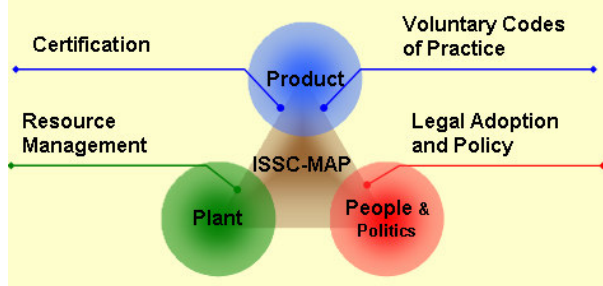 Certification
Voluntary Codes
of Practice
Product
Resource
Management
Legal Adoption
and Policy
ISSC-MAP
Plant
People &
Politics